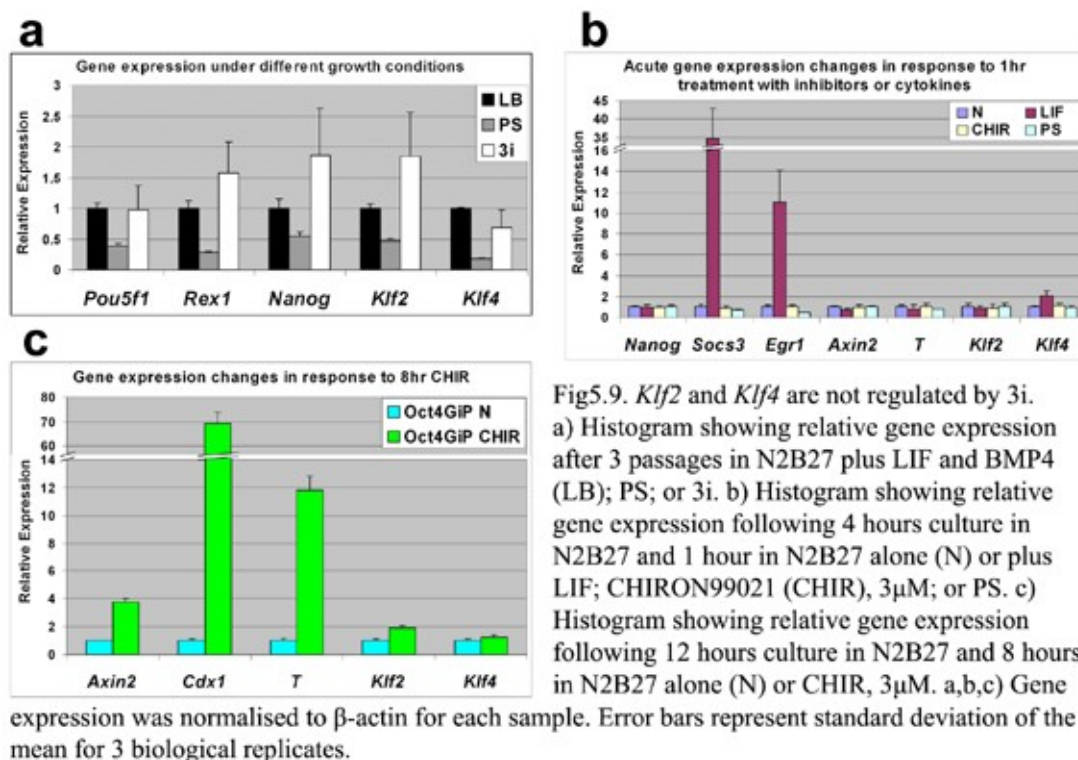 a
Gene expression under different growth conditions
Relative Expression
3
2.5
2
1.5
1
0.5
0
LB
PS
3i
Pou5f1 Rex1 Nanog Klf2 Klf4
b
Acute gene expression changes in response to 1hr
treatment with inhibitors or cytokines
Relative Expression
45
35
25
16
14
12
10
8
6
4
2
0
N LIF
CHIR PS
Nanog Socs3 Egr1 Axin2 T Klf2 Klf4
c
Gene expression changes in response to 8hr CHIR
Relative Expression
80
70
60
14
12
10
8
6
4
2
0
Oct4GiP N
Oct4GiP CHIR
Axin2 Cdx1 T Klf2 Klf4
Fig5.9. Klf2 and Klf4 are not regulated by 3i.
a) Histogram showing relative gene expression
after 3 passages in N2B27 plus LIF and BMP4
(LB); PS; or 3i. b) Histogram showing relative
gene expression following 4 hours culture in
N2B27 and 1 hour in N2B27 alone (N) or plus
LIF; CHIRON99021 (CHIR), 3µM; or PS. c)
Histogram showing relative gene expression
following 12 hours culture in N2B27 and 8 hours
in N2B27 alone (N) or CHIR, 3µM. a,b,c) Gene
expression was normalised to β-actin for each sample. Error bars represent standard deviation of the
mean for 3 biological replicates.